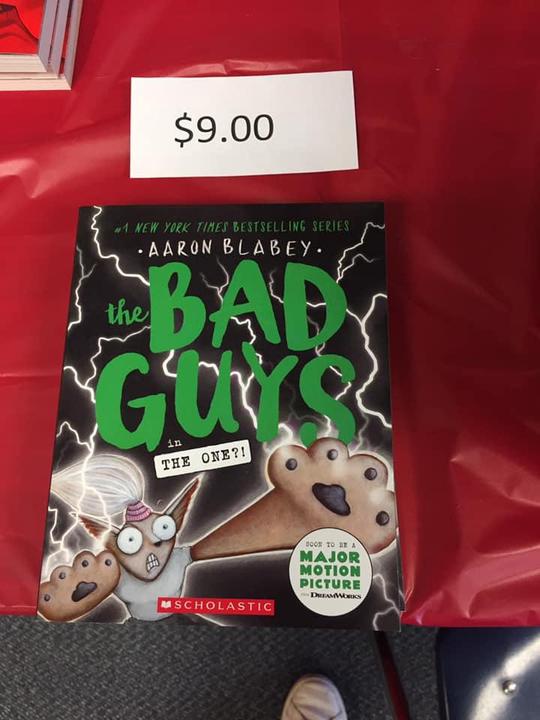 $9.00
#1 NEW YORK TIMES BESTSELLING SERIES
• AARON BLABEY •
the BAD
GUYS
in
THE ONE?!
SOON TO BE A
MAJOR
MOTION
PICTURE
FROM DREAMWORKS
SCHOLASTIC